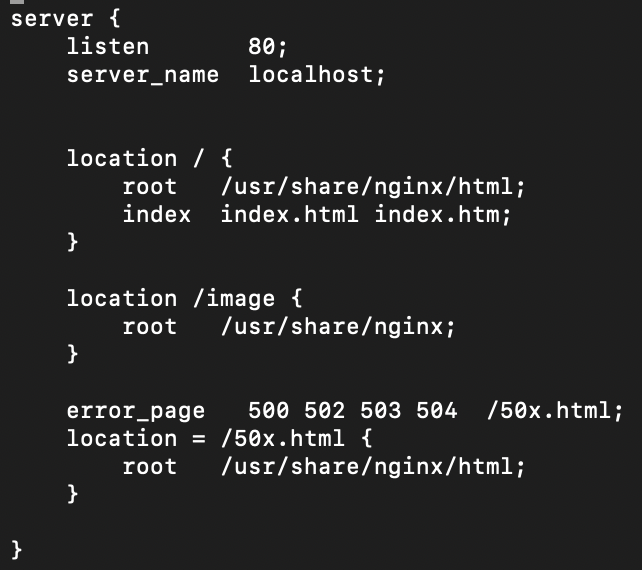 server {
    listen       80;
    server_name  localhost;


    location / {
        root   /usr/share/nginx/html;
        index  index.html index.htm;
    }

    location /image {
        root   /usr/share/nginx;
    }

    error_page   500 502 503 504  /50x.html;
    location = /50x.html {
        root   /usr/share/nginx/html;
    }

}